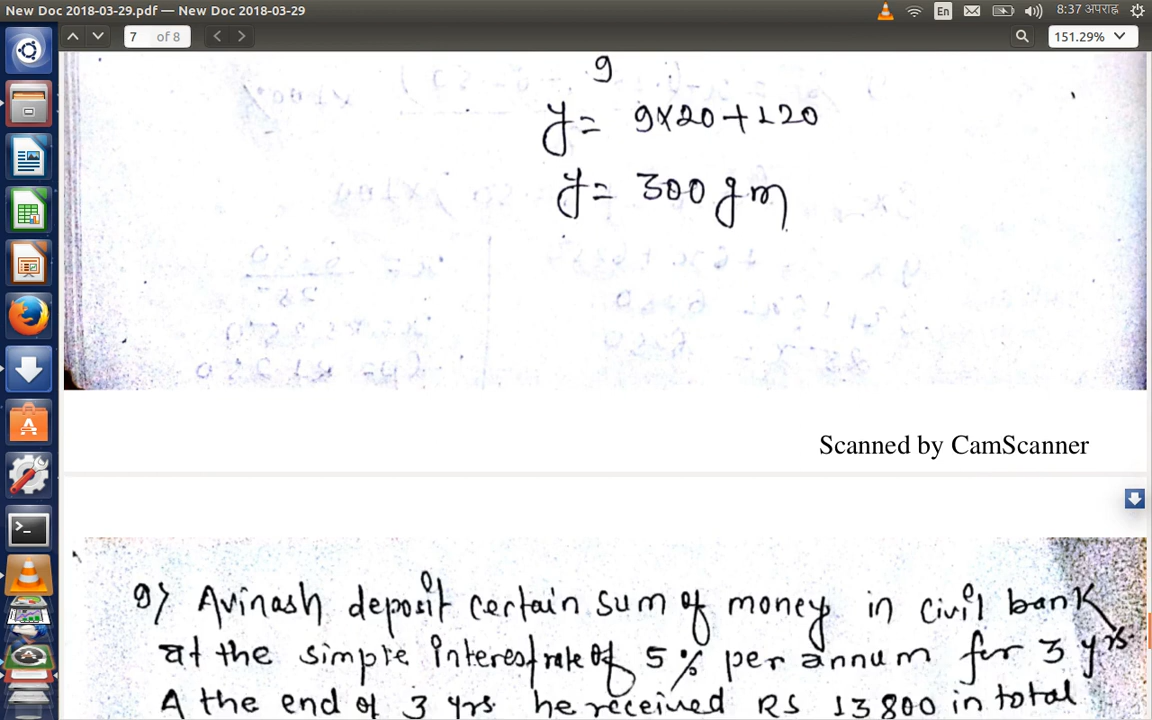 New Doc 2018-03-29.pdf — New Doc 2018-03-29
En
8:37 अपराह्न
7 of 8
151.29%
9
y= 9x20+120
y= 300 gm
Scanned by CamScanner
9) Avinash deposit certain sum of money in civil bank
at the simple interest rate of 5% per annum for 3 yrs.
A the end of 3 yrs he received RS 13800 in total